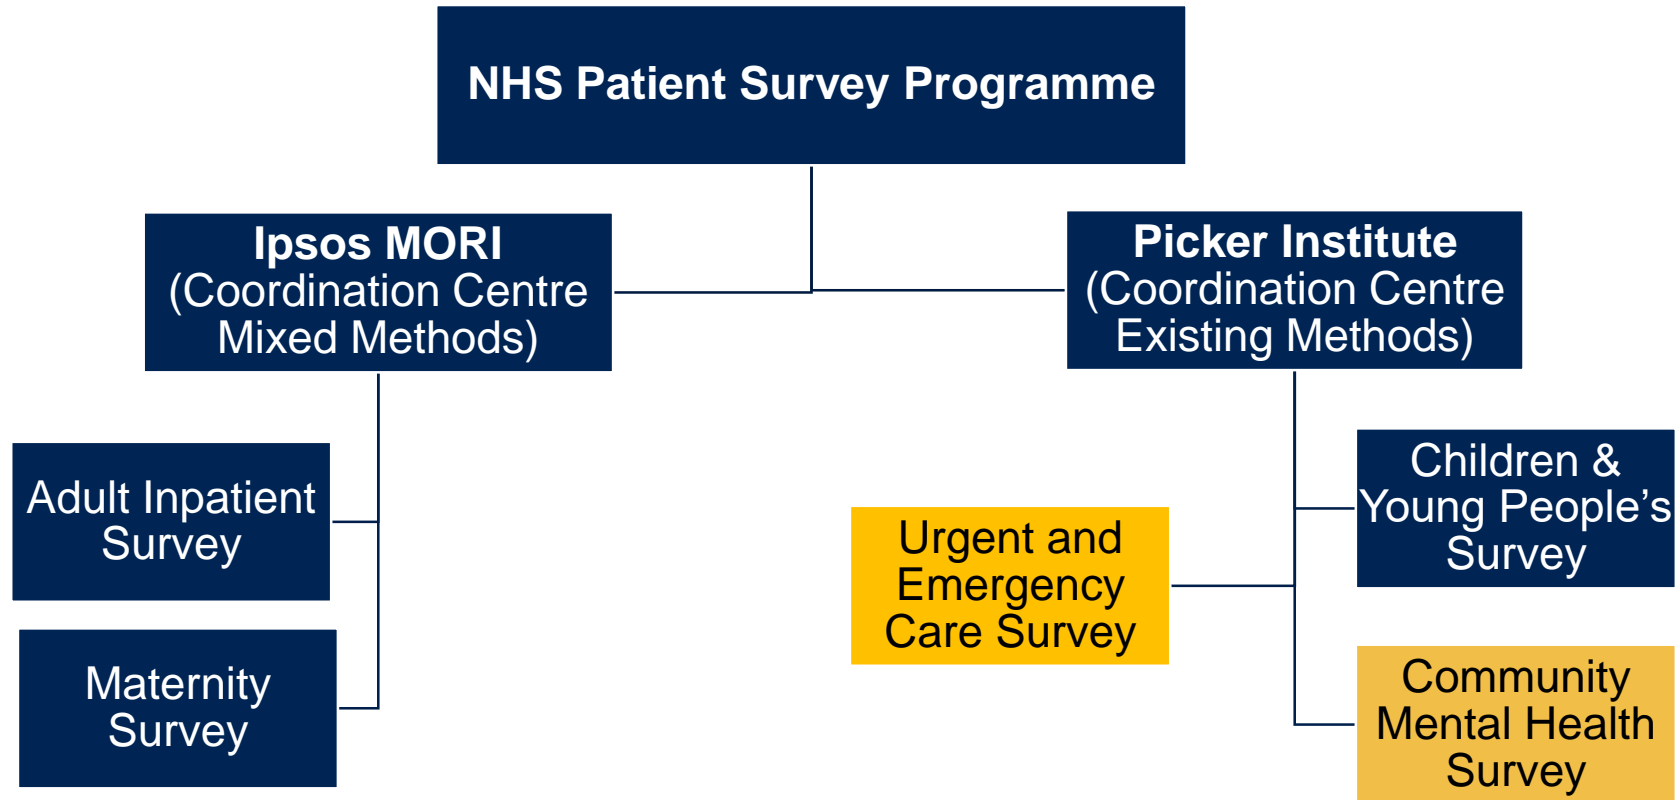 NHS Patient Survey Programme
Ipsos MORI
(Coordination Centre
Mixed Methods)
Picker Institute
(Coordination Centre
Existing Methods)
Adult Inpatient
Survey
Maternity
Survey
Urgent and
Emergency
Care Survey
Children &
Young People’s
Survey
Community
Mental Health
Survey